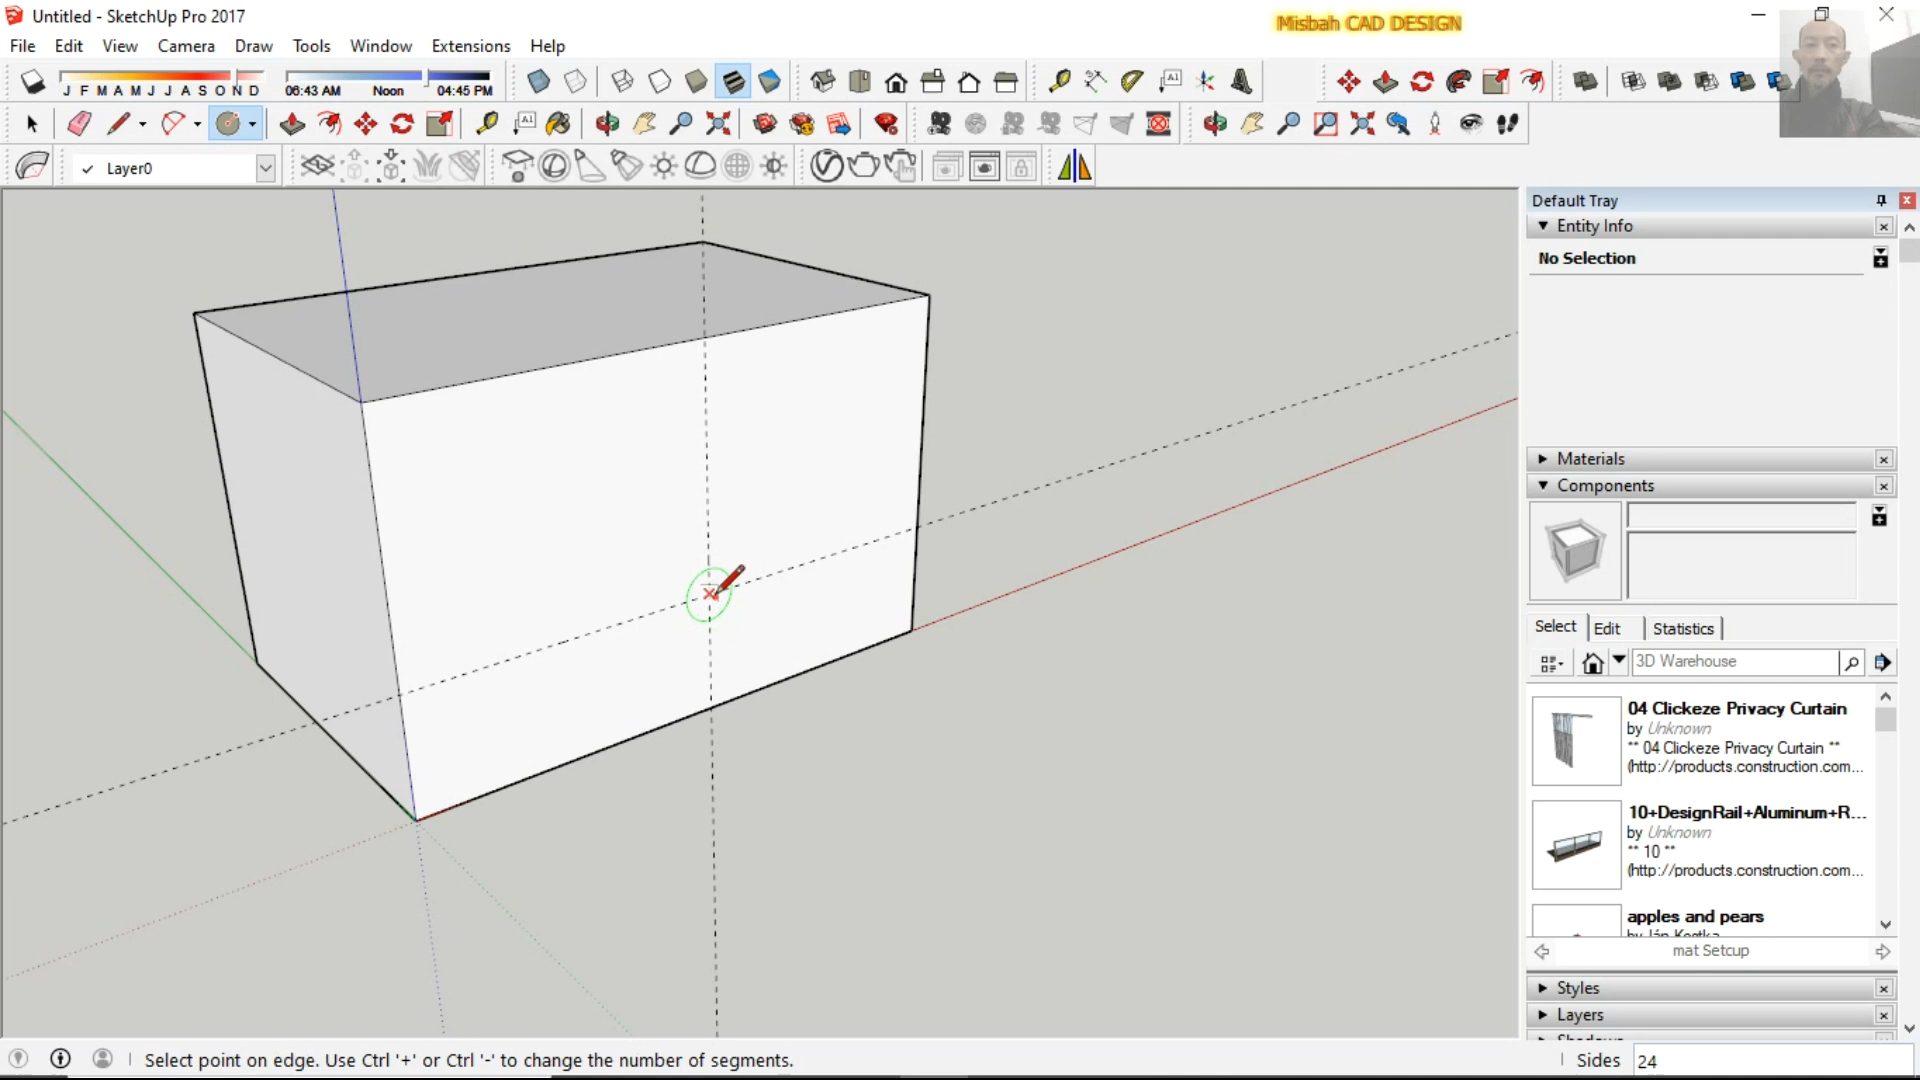 Untitled - SketchUp Pro 2017
Misbah CAD DESIGN
File Edit View Camera Draw Tools Window Extensions Help
J F M A M J J A S O N D 06:43 AM Noon 04:45 PM
A1
A1
Layer0
Default Tray
Entity Info
No Selection
Materials
Components
Select Edit Statistics
3D Warehouse
04 Clickeze Privacy Curtain
by Unknown
** 04 Clickeze Privacy Curtain **
(http://products.construction.com...
10+DesignRail+Aluminum+R...
by Unknown
** 10 **
(http://products.construction.com...
apples and pears
mat Setcup
Styles
Layers
Select point on edge. Use Ctrl '+' or Ctrl '-' to change the number of segments.
Sides 24